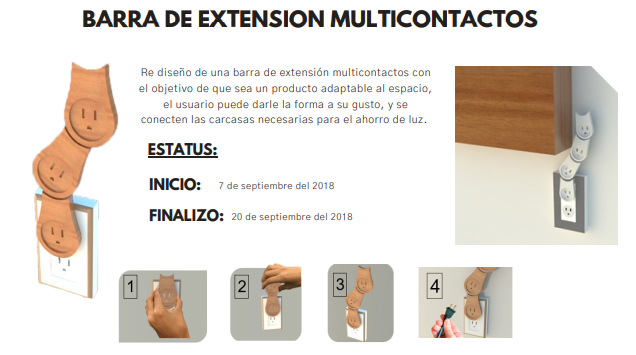 BARRA DE EXTENSION MULTICONTACTOS
Re diseño de una barra de extensión multicontactos con
el objetivo de que sea un producto adaptable al espacio,
el usuario puede darle la forma a su gusto, y se
conecten las carcasas necesarias para el ahorro de luz.
ESTATUS:
INICIO: 7 de septiembre del 2018
FINALIZO: 20 de septiembre del 2018
1 2 3 4